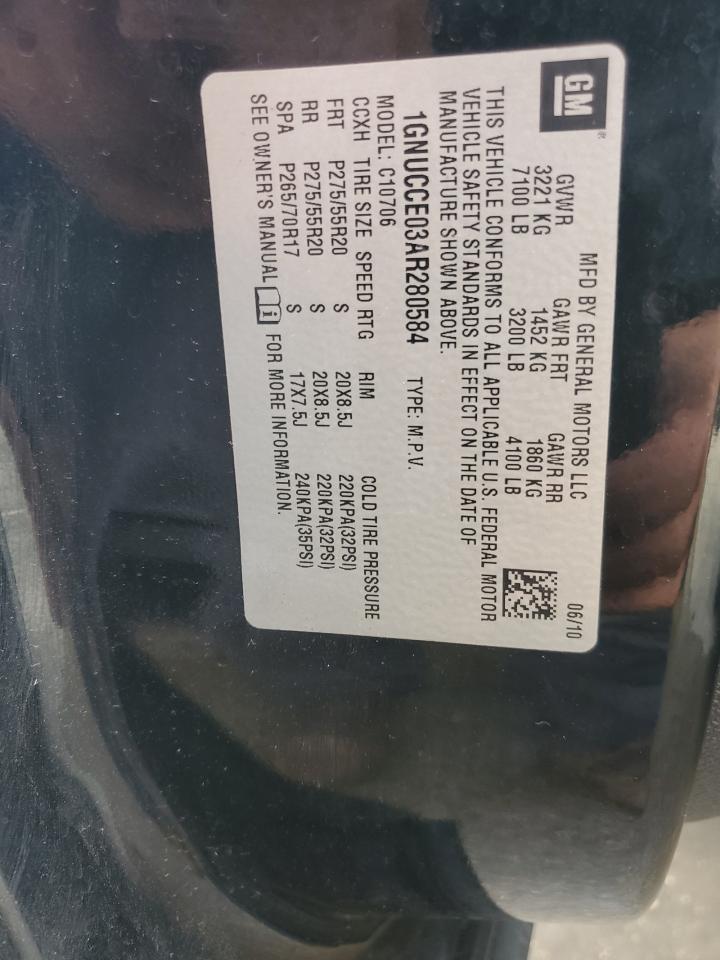 GM
®
MFD BY GENERAL MOTORS LLC 06/10
GVWR GAWR FRT GAWR RR
3221 KG 1452 KG 1860 KG
7100 LB 3200 LB 4100 LB
THIS VEHICLE CONFORMS TO ALL APPLICABLE U.S. FEDERAL MOTOR
VEHICLE SAFETY STANDARDS IN EFFECT ON THE DATE OF
MANUFACTURE SHOWN ABOVE.
1GNUCCE03AR280584 TYPE: M.P.V.
MODEL: C10706
CCXH TIRE SIZE SPEED RTG RIM COLD TIRE PRESSURE
FRT P275/55R20 S 20X8.5J 220KPA(32PSI)
RR P275/55R20 S 20X8.5J 220KPA(32PSI)
SPA P265/70R17 S 17X7.5J 240KPA(35PSI)
SEE OWNER'S MANUAL i FOR MORE INFORMATION.